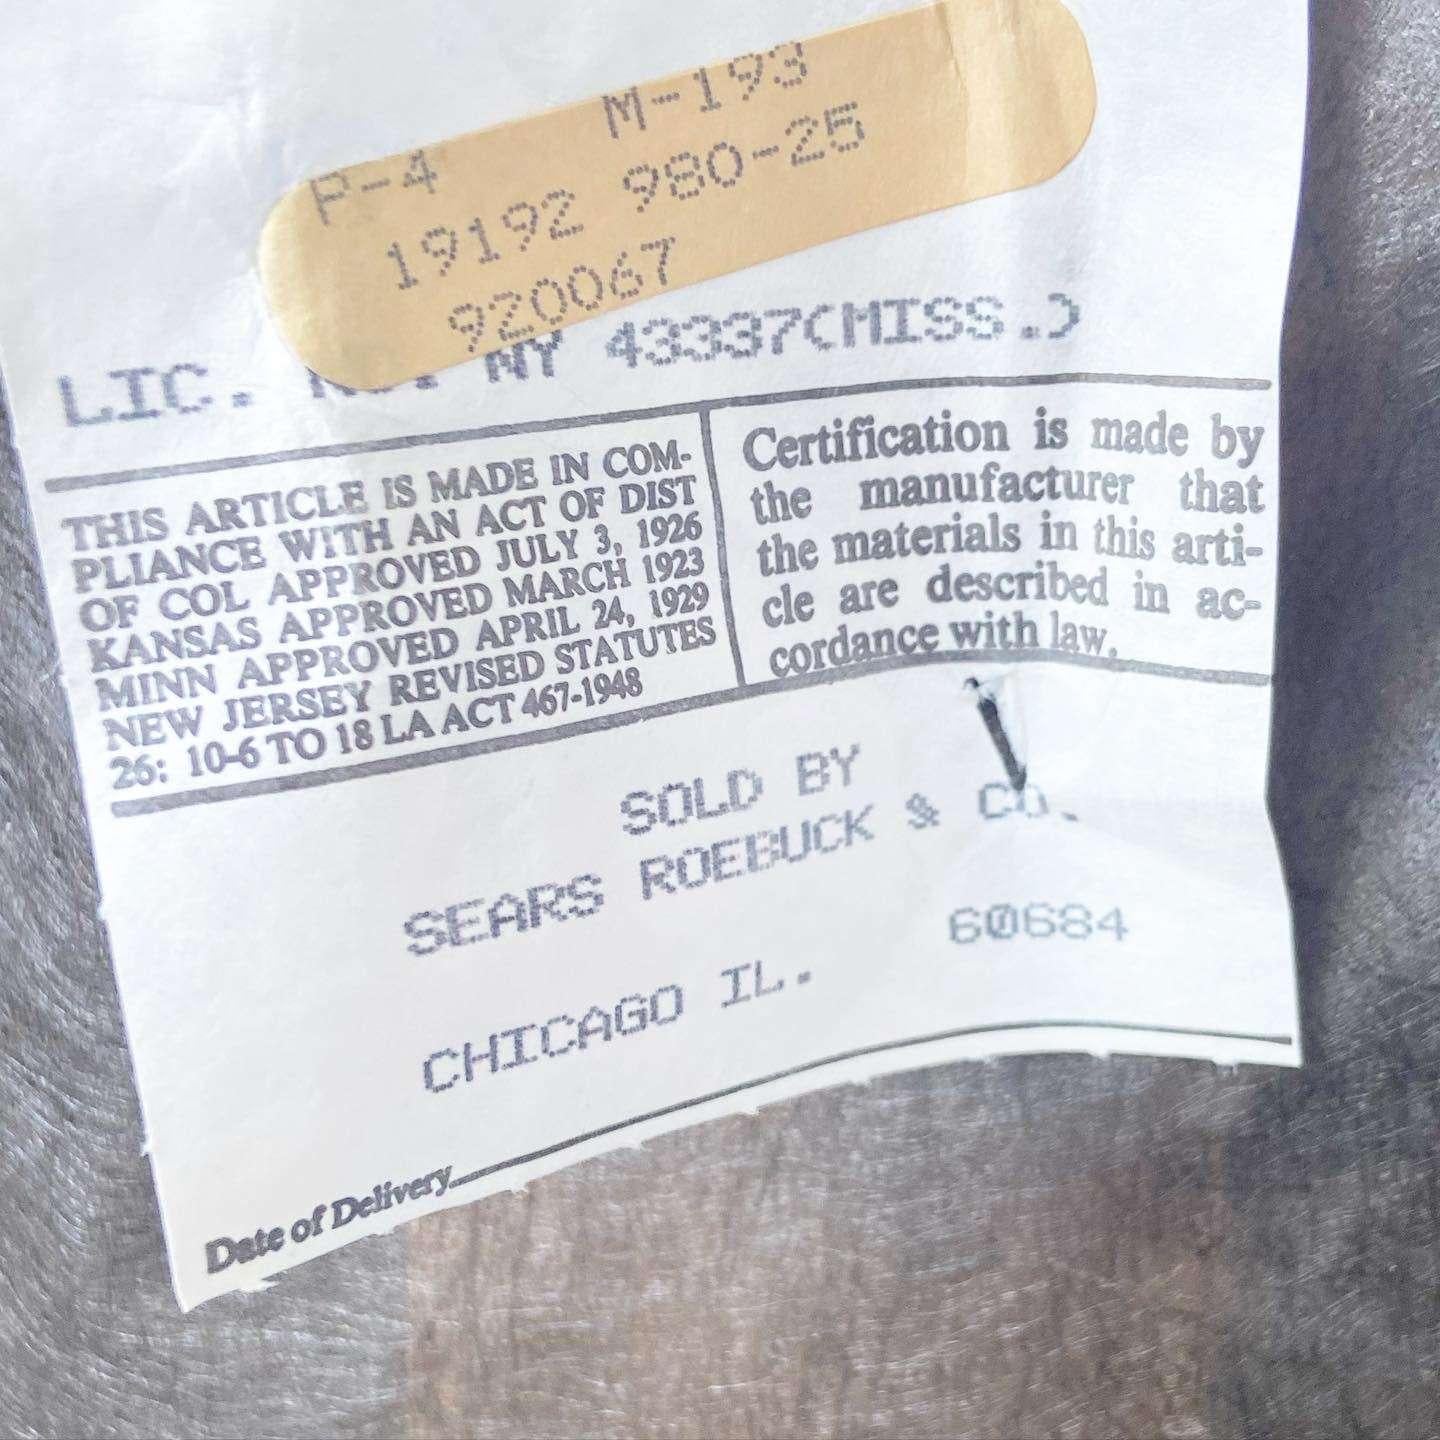 M-193
P-4
19192 980-25
920067
LIC. NO. NY 43337(MISS.)
THIS ARTICLE IS MADE IN COM-
PLIANCE WITH AN ACT OF DIST
OF COL APPROVED JULY 3, 1926
KANSAS APPROVED MARCH 1923
MINN APPROVED APRIL 24, 1929
NEW JERSEY REVISED STATUTES
26: 10-6 TO 18 LA ACT 467-1948
Certification is made by
the manufacturer that
the materials in this arti-
cle are described in ac-
cordance with law.
SOLD BY
SEARS ROEBUCK & CO.
CHICAGO IL. 60684
Date of Delivery